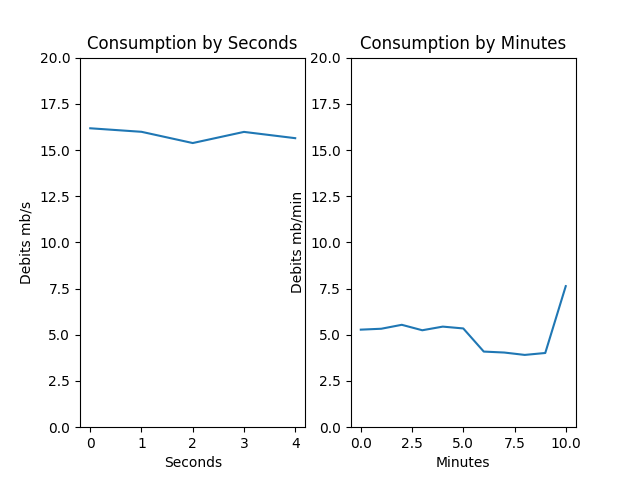 Consumption by Seconds
20.0
17.5
15.0
12.5
10.0
7.5
5.0
2.5
0.0
Debits mb/s
0 1 2 3 4
Seconds
Consumption by Minutes
20.0
17.5
15.0
12.5
10.0
7.5
5.0
2.5
0.0
Debits mb/min
0.0 2.5 5.0 7.5 10.0
Minutes